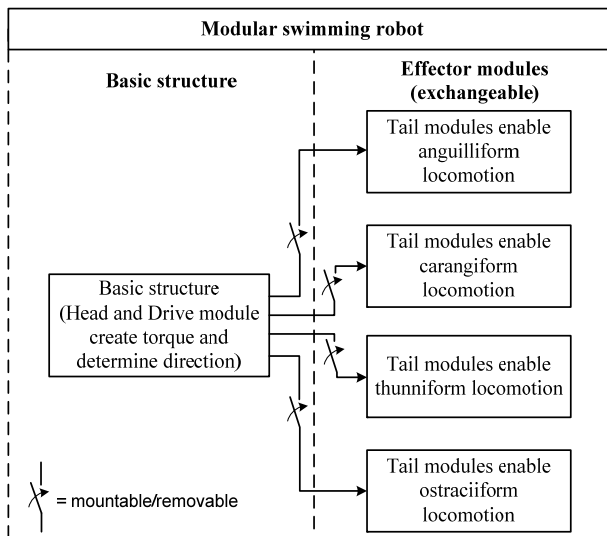 Modular swimming robot
Basic structure
Effector modules
(exchangeable)
Tail modules enable
anguilliform
locomotion
Tail modules enable
carangiform
locomotion
Basic structure
(Head and Drive module
create torque and
determine direction)
Tail modules enable
thunniform locomotion
Tail modules enable
ostraciiform
locomotion
= mountable/removable